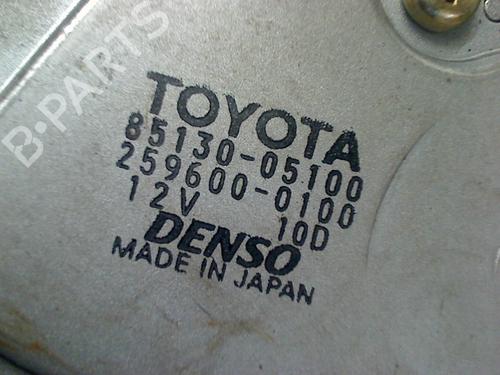 B-PARTS
TOYOTA
85130-05100
259600-0100
12V 10D
DENSO
MADE IN JAPAN